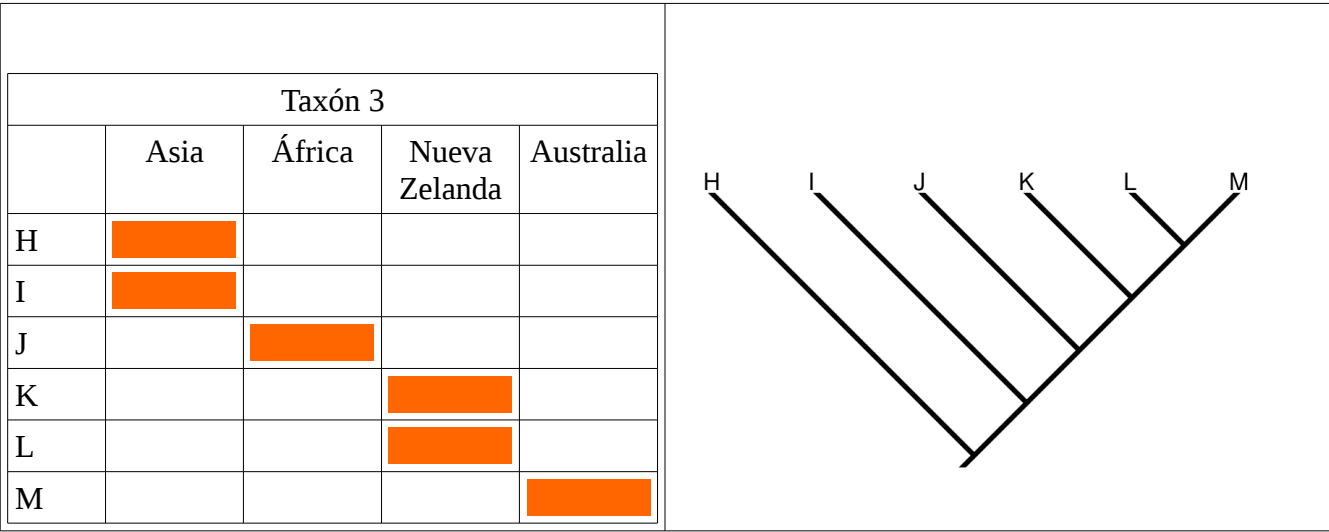 Taxón 3
Asia África Nueva Zelanda Australia
H
I
J
K
L
M
H I J K L M